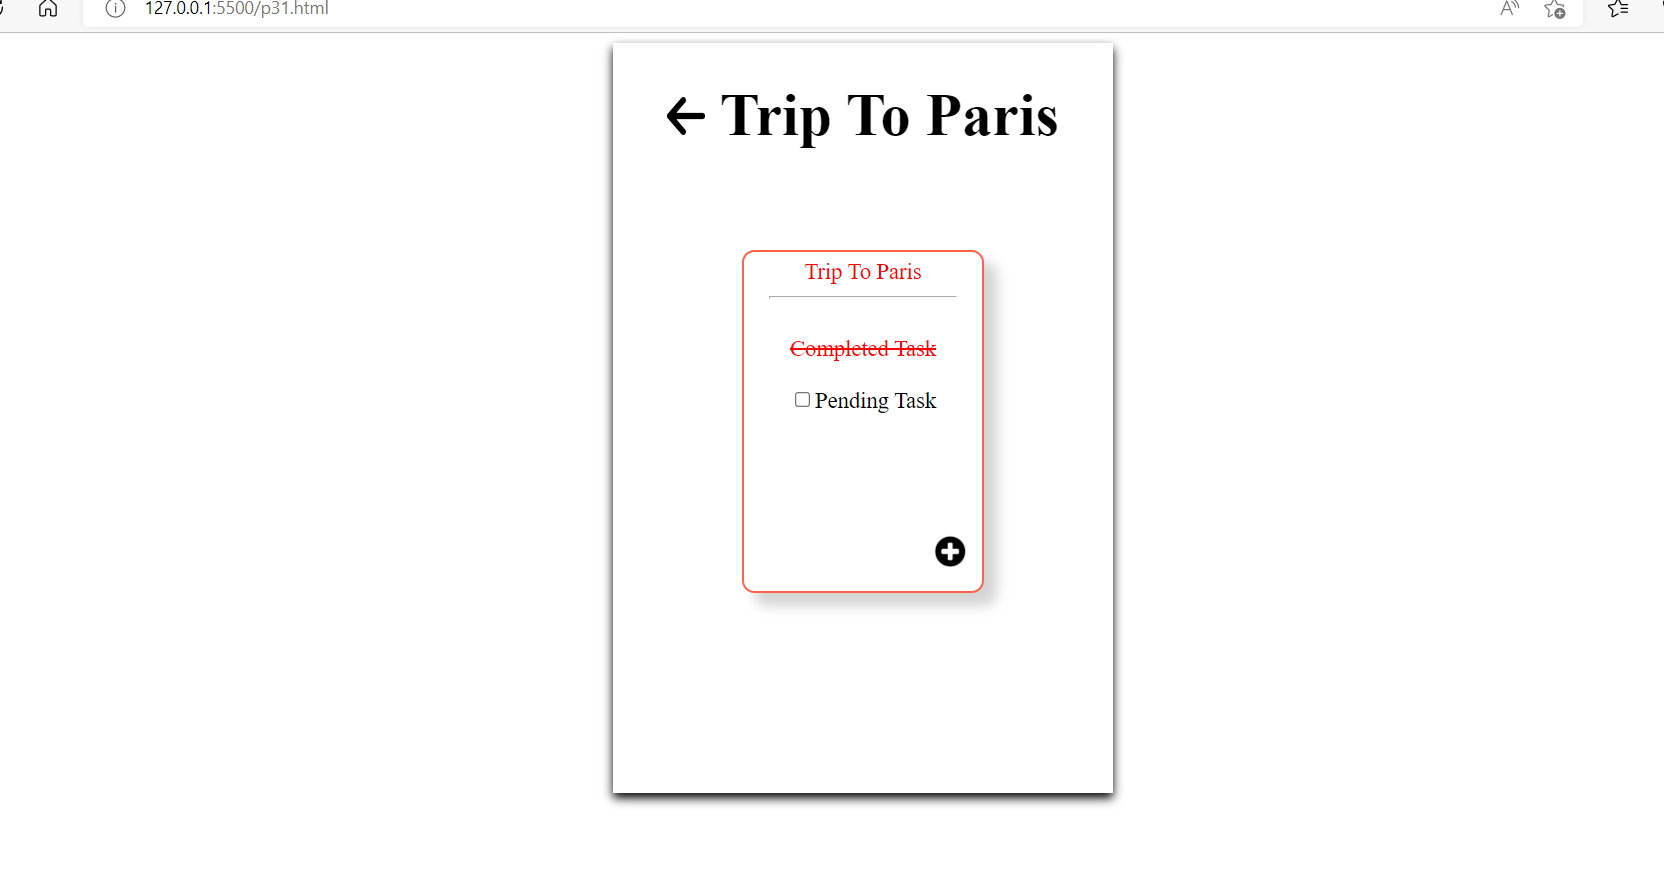 127.0.0.1:5500/p31.html
Trip To Paris
Trip To Paris
Completed Task
Pending Task